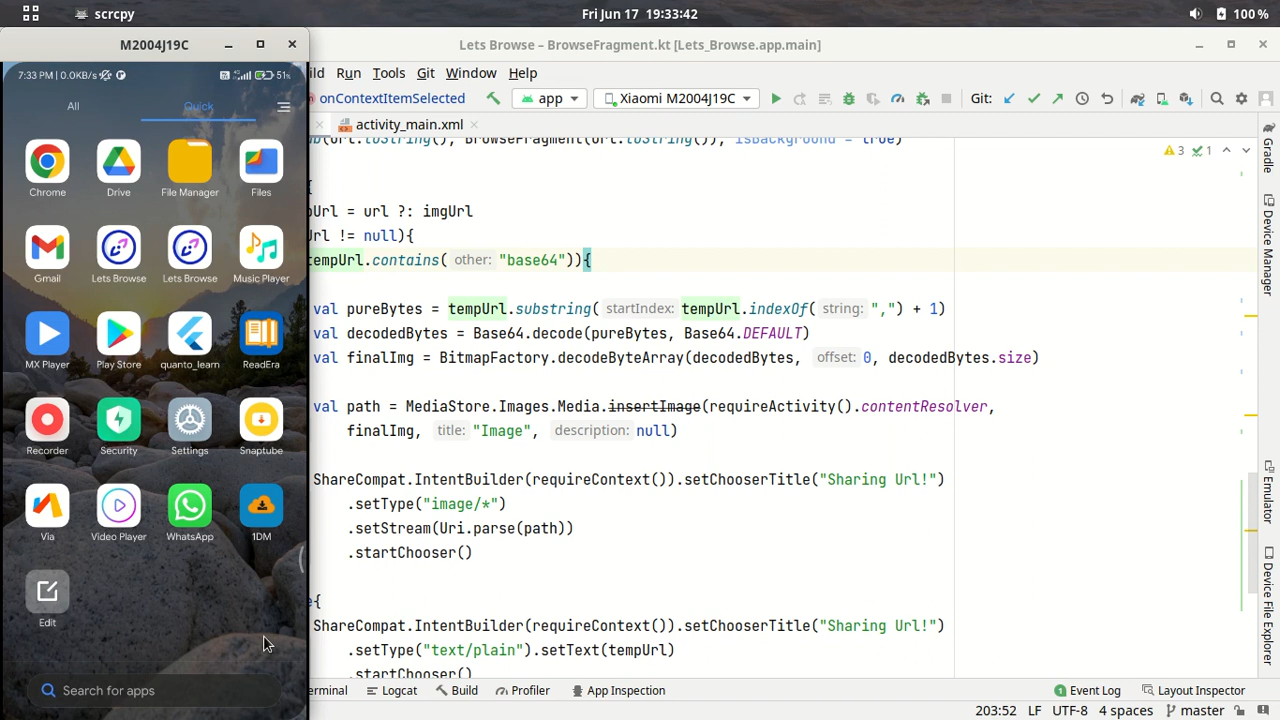 scrcpy
Fri Jun 17 19:33:42
100 %
M2004J19C
Lets Browse – BrowseFragment.kt [Lets_Browse.app.main]
7:33 PM | 0.0KB/s
51%
ild Run Tools Git Window Help
All Quick
onContextItemSelected
app
Xiaomi M2004J19C
Git:
activity_main.xml
isBackground = true)
3 1
{
Url = url ?: imgUrl
Url != null){
tempUrl.contains( other: "base64")){
val pureBytes = tempUrl.substring( startIndex: tempUrl.indexOf( string: ",") + 1)
val decodedBytes = Base64.decode(pureBytes, Base64.DEFAULT)
val finalImg = BitmapFactory.decodeByteArray(decodedBytes, offset: 0, decodedBytes.size)
val path = MediaStore.Images.Media.insertImage(requireActivity().contentResolver,
finalImg, title: "Image", description: null)
ShareCompat.IntentBuilder(requireContext()).setChooserTitle("Sharing Url!")
.setType("image/*")
.setStream(Uri.parse(path))
.startChooser()
e{
ShareCompat.IntentBuilder(requireContext()).setChooserTitle("Sharing Url!")
.setType("text/plain").setText(tempUrl)
.startChooser()
Chrome Drive File Manager Files
Gmail Lets Browse Lets Browse Music Player
MX Player Play Store quanto_learn ReadEra
Recorder Security Settings Snaptube
Via Video Player WhatsApp 1DM
Edit
Search for apps
Gradle
Device Manager
Emulator
Device File Explorer
erminal Logcat Build Profiler App Inspection
1 Event Log Layout Inspector
203:52 LF UTF-8 4 spaces master